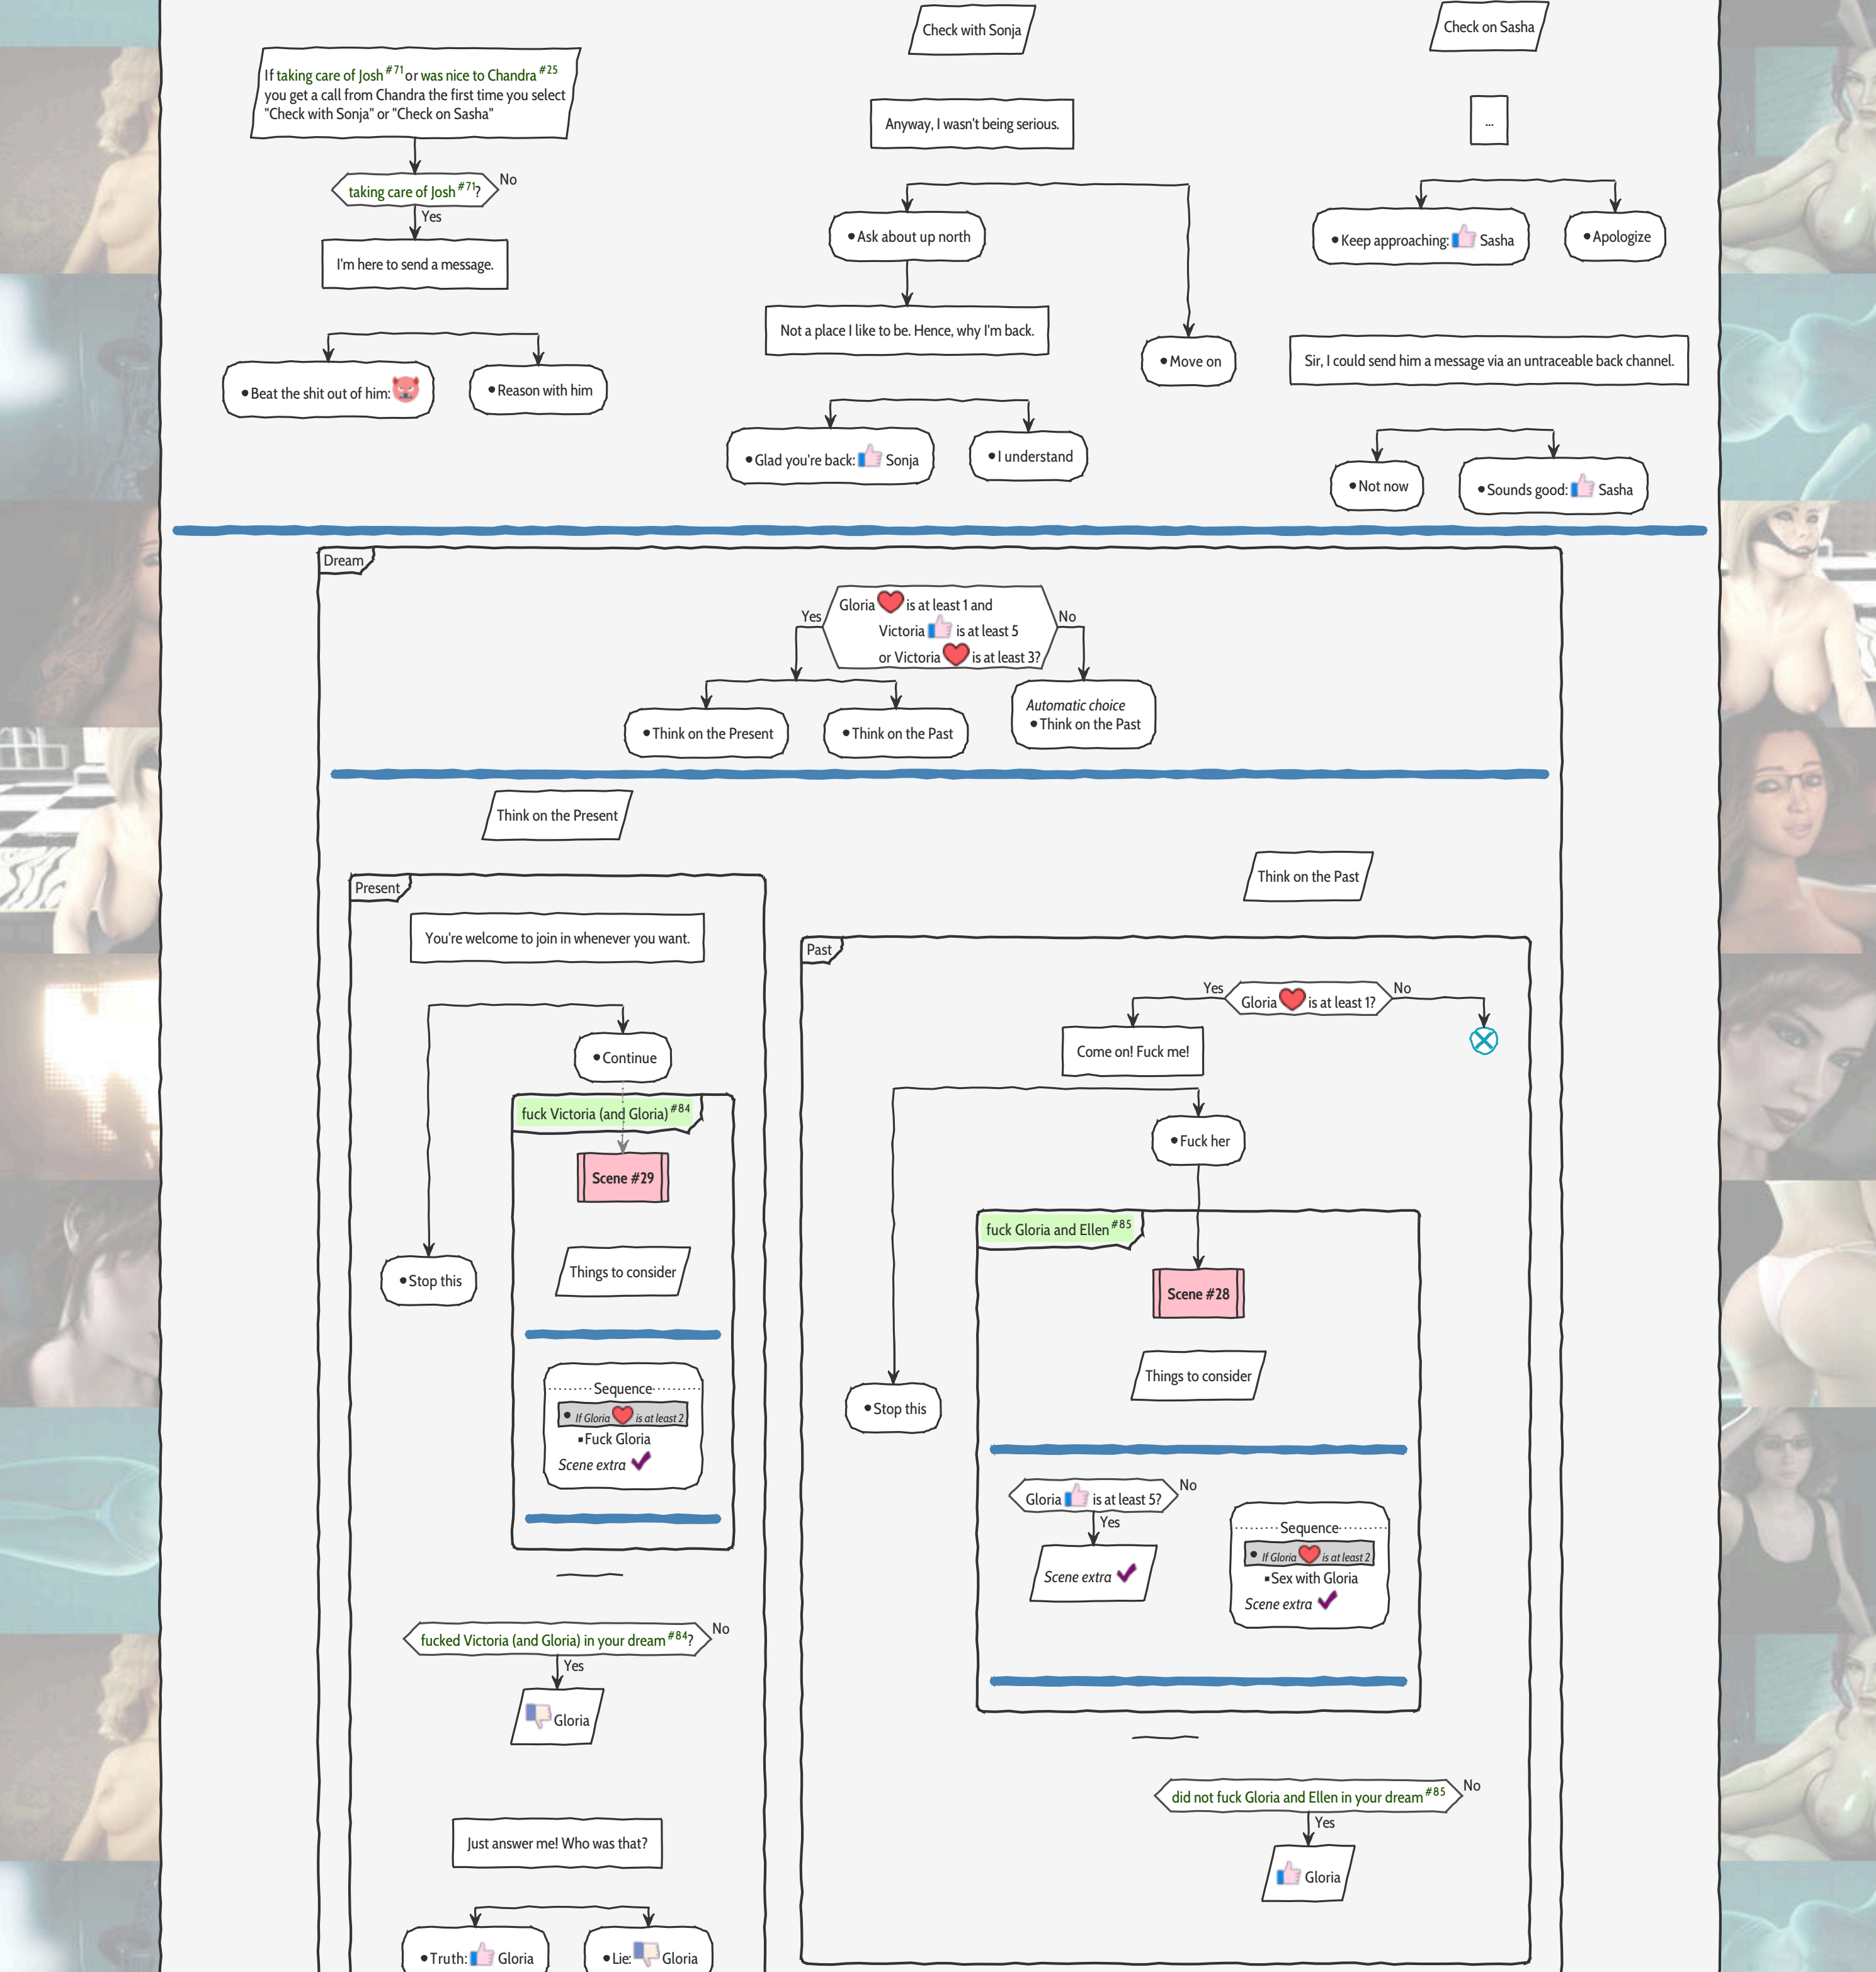 Check with Sonja
Check on Sasha
If taking care of Josh #71 or was nice to Chandra #25
you get a call from Chandra the first time you select
"Check with Sonja" or "Check on Sasha"
Anyway, I wasn't being serious.
...
taking care of Josh #71?
No
Yes
I'm here to send a message.
• Beat the shit out of him:
• Reason with him
• Ask about up north
Not a place I like to be. Hence, why I'm back.
• Move on
• Glad you're back: Sonja
• I understand
• Keep approaching: Sasha
• Apologize
Sir, I could send him a message via an untraceable back channel.
• Not now
• Sounds good: Sasha
Dream
Gloria is at least 1 and
Victoria is at least 5
or Victoria is at least 3?
Yes
No
• Think on the Present
• Think on the Past
Automatic choice
• Think on the Past
Think on the Present
Think on the Past
Present
You're welcome to join in whenever you want.
• Continue
fuck Victoria (and Gloria) #84
Scene #29
• Stop this
Things to consider
Sequence
• If Gloria is at least 2
▪ Fuck Gloria
Scene extra
fucked Victoria (and Gloria) in your dream #84?
No
Yes
Gloria
Just answer me! Who was that?
• Truth: Gloria
• Lie: Gloria
Past
Yes
Gloria is at least 1?
No
Come on! Fuck me!
• Fuck her
fuck Gloria and Ellen #85
Scene #28
• Stop this
Things to consider
Gloria is at least 5?
No
Yes
Scene extra
Sequence
• If Gloria is at least 2
▪ Sex with Gloria
Scene extra
did not fuck Gloria and Ellen in your dream #85
No
Yes
Gloria